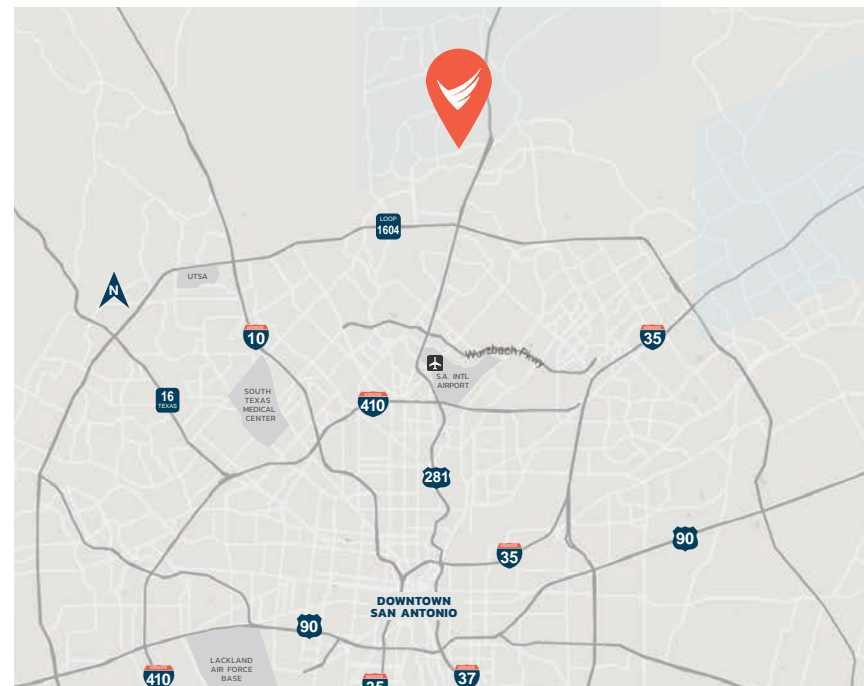 LOOP
1604
UTSA
N
10
35
Wurzbach Pkwy
S.A. INTL
AIRPORT
16
TEXAS
SOUTH
TEXAS
MEDICAL
CENTER
410
281
35
90
DOWNTOWN
SAN ANTONIO
90
LACKLAND
AIR FORCE
BASE
410
35
37